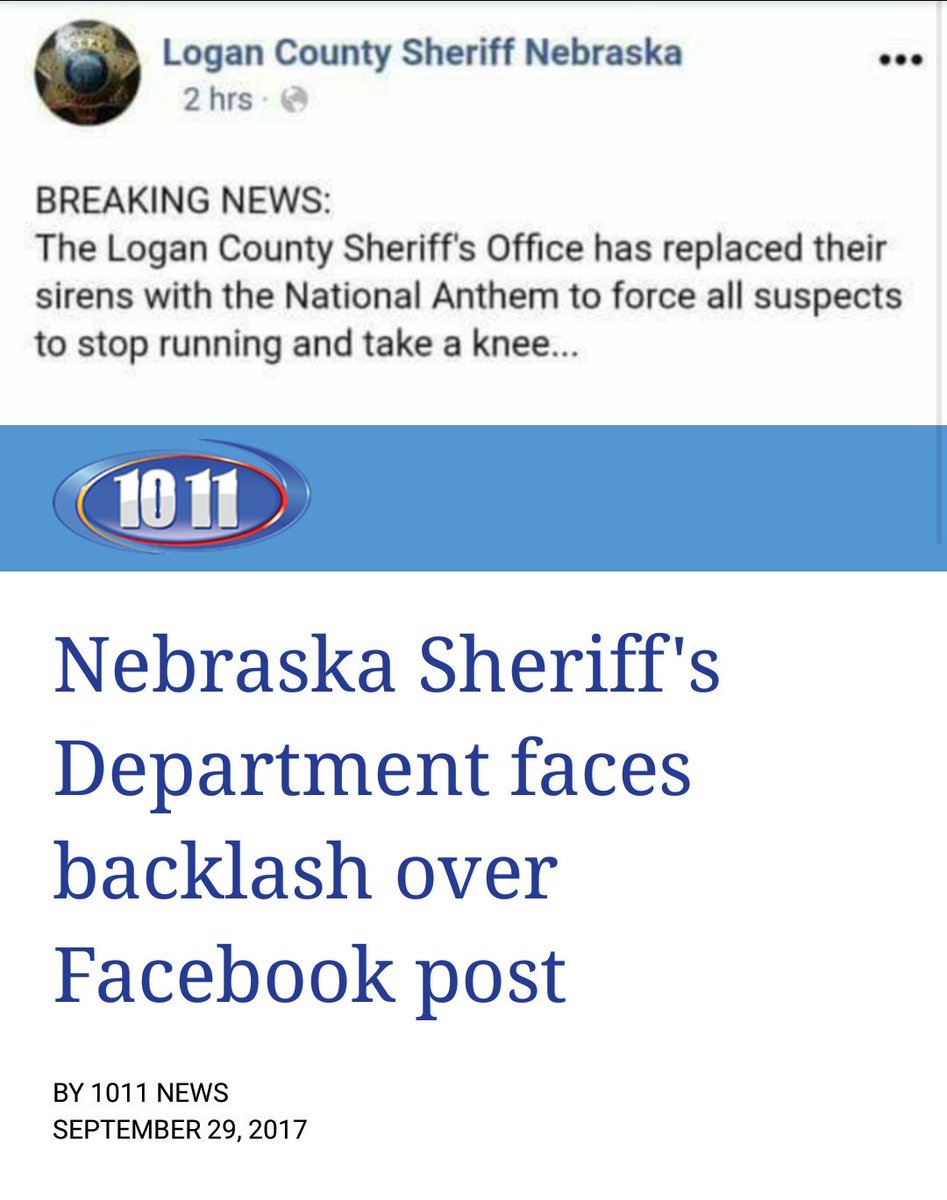 Logan County Sheriff Nebraska
2 hrs ·
BREAKING NEWS:
The Logan County Sheriff's Office has replaced their
sirens with the National Anthem to force all suspects
to stop running and take a knee...
10 11
Nebraska Sheriff's
Department faces
backlash over
Facebook post
BY 1011 NEWS
SEPTEMBER 29, 2017